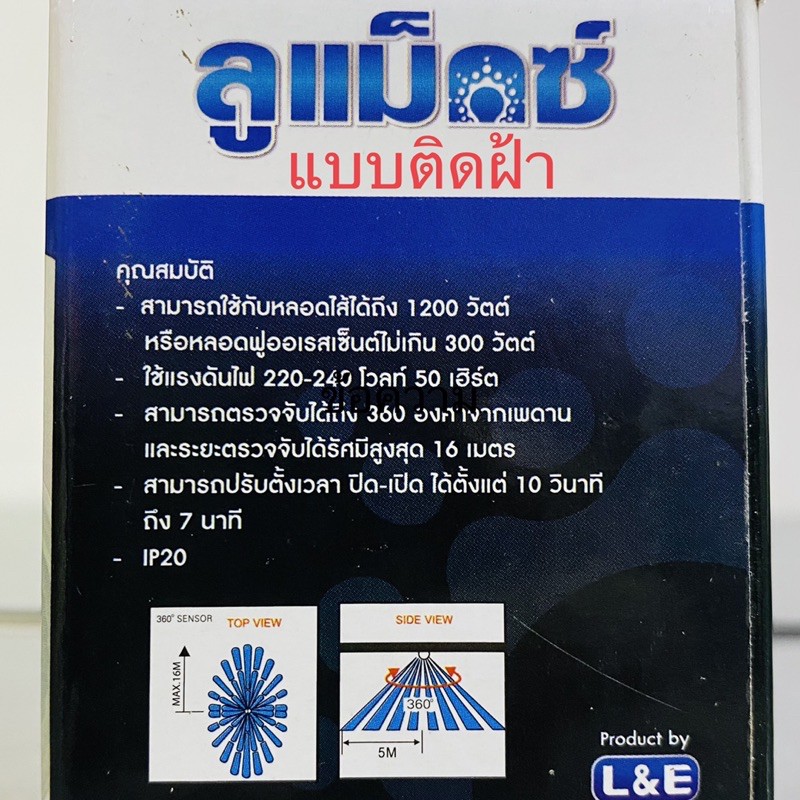 ลูแม็กซ์
แบบติดฝ้า
คุณสมบัติ
- สามารถใช้กับหลอดไส้ได้ถึง 1200 วัตต์
หรือหลอดฟูออเรสเซ็นต์ไม่เกิน 300 วัตต์
- ใช้แรงดันไฟ 220-240 โวลท์ 50 เฮิร์ต
ข้อความ
- สามารถตรวจจับได้ถึง 360 องศาจากเพดาน
และระยะตรวจจับได้รัศมีสูงสุด 16 เมตร
- สามารถปรับตั้งเวลา ปิด-เปิด ได้ตั้งแต่ 10 วินาที
ถึง 7 นาที
- IP20
360° SENSOR TOP VIEW
MAX.16M
SIDE VIEW
360°
5M
Product by
L&E